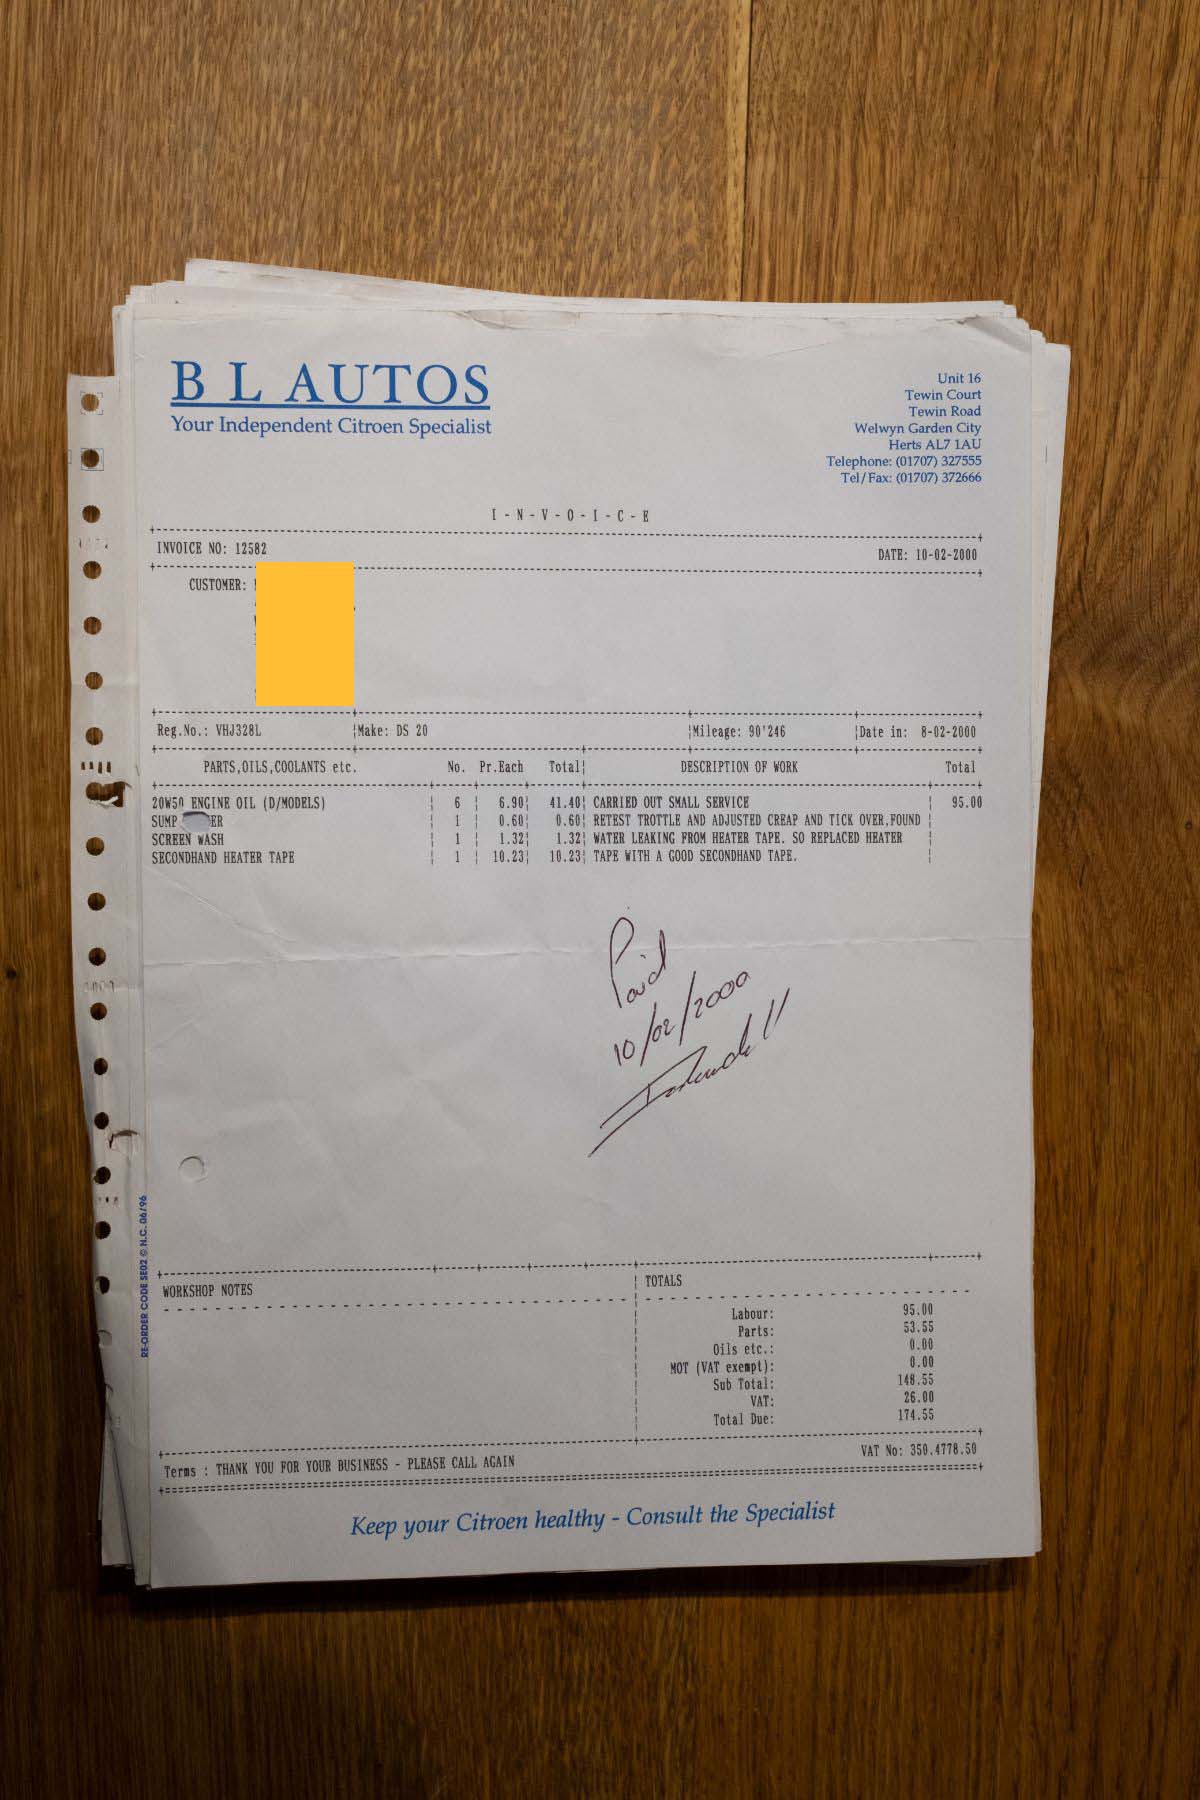 B L AUTOS
Your Independent Citroen Specialist
Unit 16
Tewin Court
Tewin Road
Welwyn Garden City
Herts AL7 1AU
Telephone: (01707) 327555
Tel/Fax: (01707) 372666
I - N - V - O - I - C - E
INVOICE NO: 12582 DATE: 10-02-2000
CUSTOMER:
Reg.No.: VHJ328L Make: DS 20 Mileage: 90'246 Date in: 8-02-2000
PARTS,OILS,COOLANTS etc. No. Pr.Each Total DESCRIPTION OF WORK Total
20W50 ENGINE OIL (D/MODELS) 6 6.90 41.40 CARRIED OUT SMALL SERVICE 95.00
SUMP 1 0.60 0.60 RETEST TROTTLE AND ADJUSTED CREAP AND TICK OVER,FOUND
SCREEN WASH 1 1.32 1.32 WATER LEAKING FROM HEATER TAPE. SO REPLACED HEATER
SECONDHAND HEATER TAPE 1 10.23 10.23 TAPE WITH A GOOD SECONDHAND TAPE.
Paid
10/02/2000
RE-ORDER CODE SE02 © N.C. 06/96
WORKSHOP NOTES
TOTALS
Labour: 95.00
Parts: 53.55
Oils etc.: 0.00
MOT (VAT exempt): 0.00
Sub Total: 148.55
VAT: 26.00
Total Due: 174.55
Terms : THANK YOU FOR YOUR BUSINESS - PLEASE CALL AGAIN VAT No: 350.4778.50
Keep your Citroen healthy - Consult the Specialist